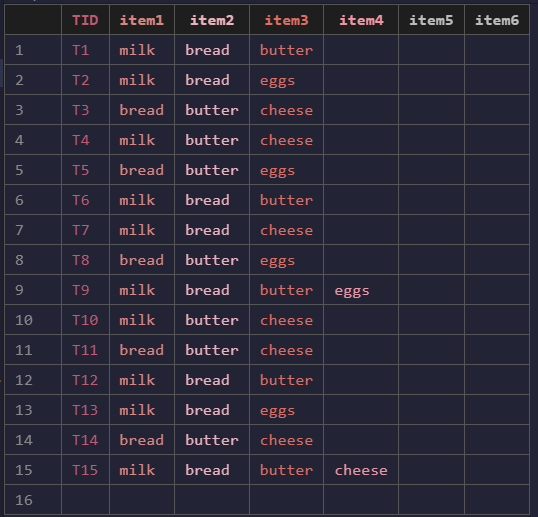 TID item1 item2 item3 item4 item5 item6
1 T1 milk bread butter
2 T2 milk bread eggs
3 T3 bread butter cheese
4 T4 milk butter cheese
5 T5 bread butter eggs
6 T6 milk bread butter
7 T7 milk bread cheese
8 T8 bread butter eggs
9 T9 milk bread butter eggs
10 T10 milk butter cheese
11 T11 bread butter cheese
12 T12 milk bread butter
13 T13 milk bread eggs
14 T14 bread butter cheese
15 T15 milk bread butter cheese
16